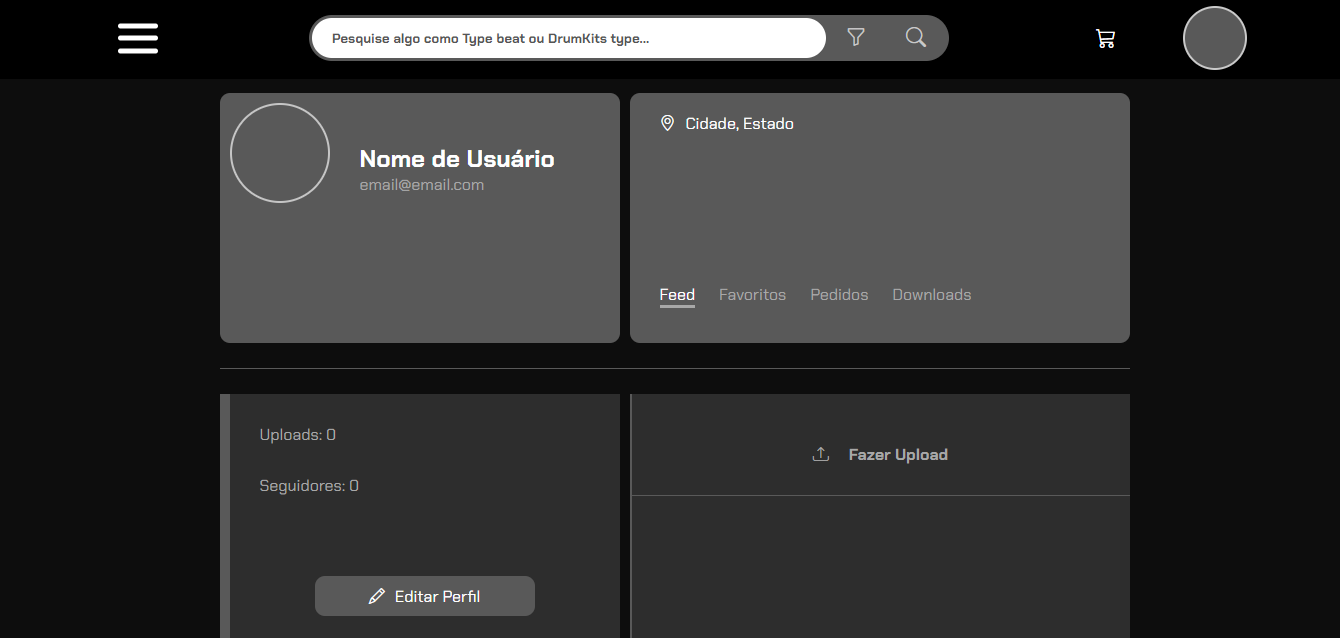 Pesquise algo como Type beat ou DrumKits type...
Nome de Usuário
email@email.com
Cidade, Estado
Feed Favoritos Pedidos Downloads
Uploads: 0
Seguidores: 0
Editar Perfil
Fazer Upload